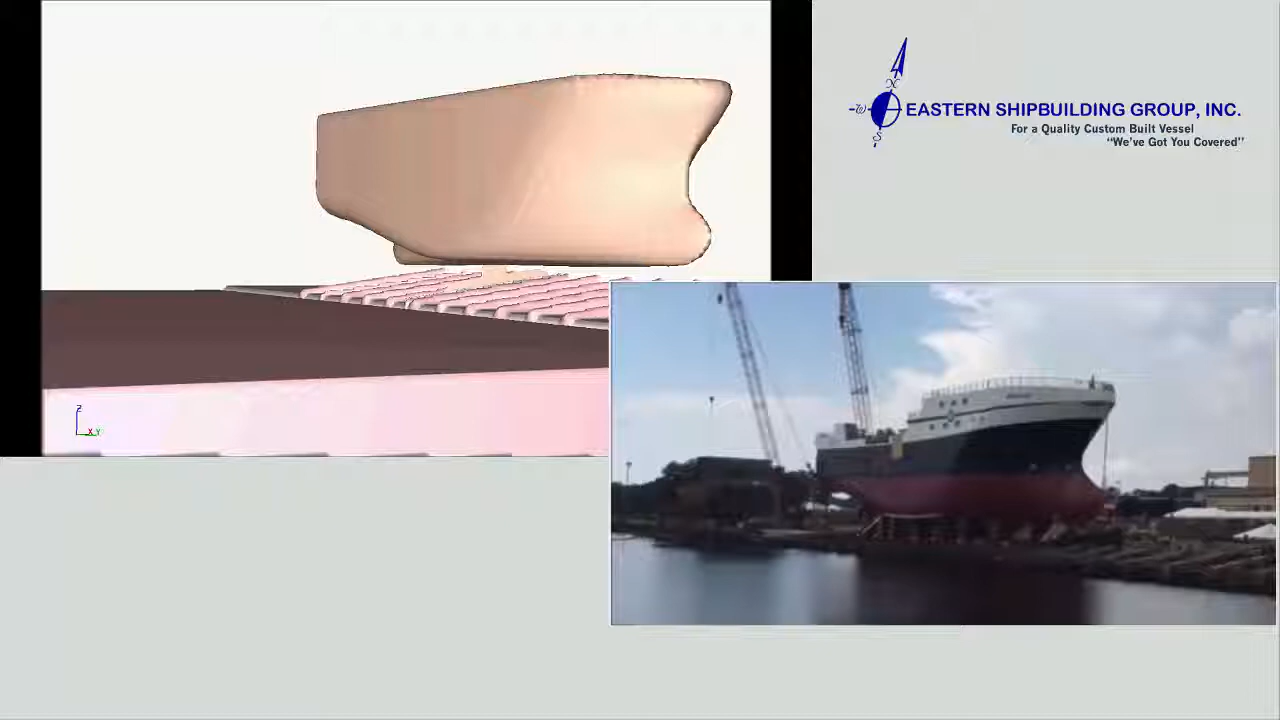 N
W
S
EASTERN SHIPBUILDING GROUP, INC.
For a Quality Custom Built Vessel
"We've Got You Covered"
Z
X Y